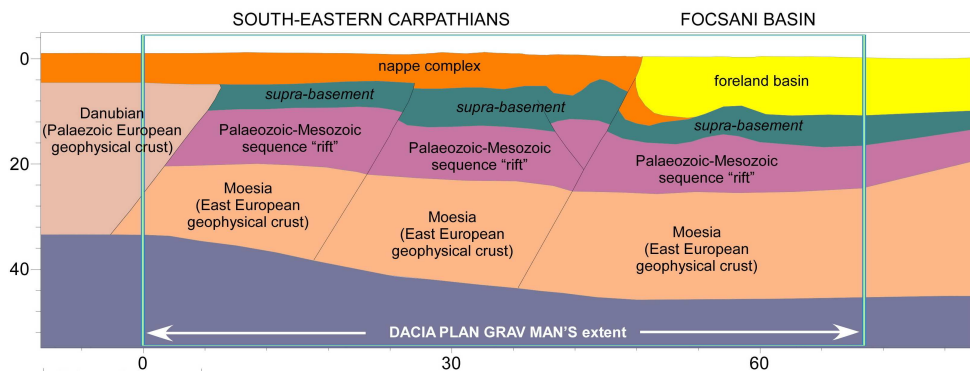 SOUTH-EASTERN CARPATHIANS
FOCSANI BASIN
0
nappe complex
foreland basin
supra-basement
supra-basement
supra-basement
Danubian
(Palaezoic European
geophysical crust)
Palaeozoic-Mesozoic
sequence “rift”
Palaeozoic-Mesozoic
sequence “rift”
Palaeozoic-Mesozoic
sequence “rift”
20
Moesia
(East European
geophysical crust)
Moesia
(East European
geophysical crust)
Moesia
(East European
geophysical crust)
40
DACIA PLAN GRAV MAN’S extent
0
30
60